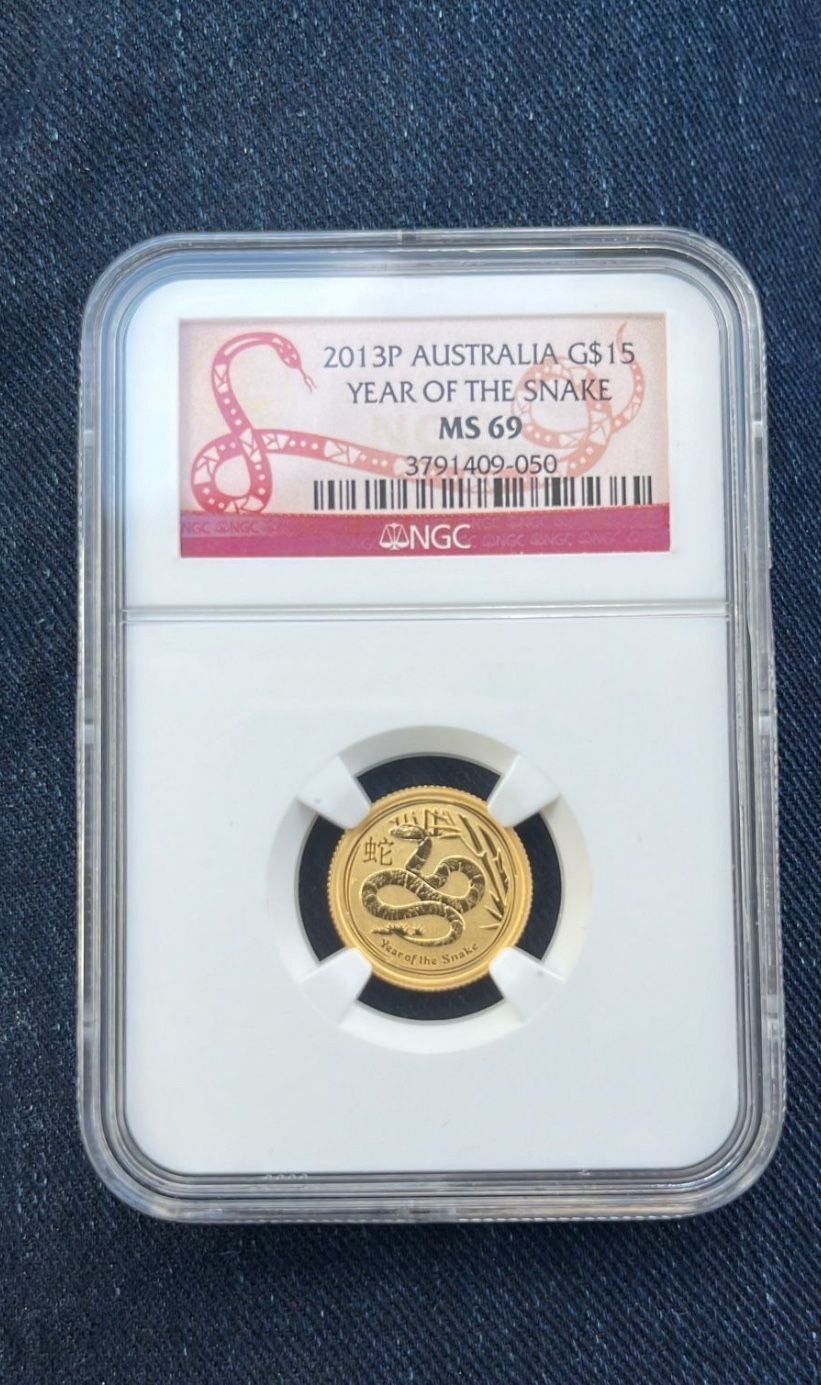 2013P AUSTRALIA G$15
YEAR OF THE SNAKE
MS 69
3791409-050
NGC
蛇
Year of the Snake